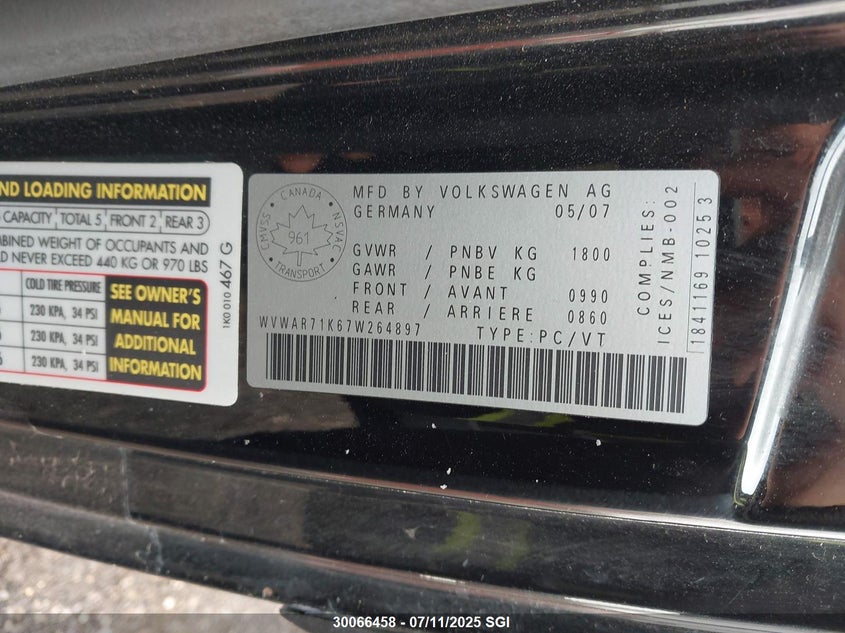 ND LOADING INFORMATION
CAPACITY TOTAL 5 FRONT 2 REAR 3
MBINED WEIGHT OF OCCUPANTS AND
D NEVER EXCEED 440 KG OR 970 LBS
COLD TIRE PRESSURE
230 KPA, 34 PSI
230 KPA, 34 PSI
230 KPA, 34 PSI
SEE OWNER'S
MANUAL FOR
ADDITIONAL
INFORMATION
1K0 010 467 G
CANADA
CMVSS NSVAC
961
TRANSPORT
MFD BY VOLKSWAGEN AG
GERMANY 05/07
GVWR / PNBV KG 1800
GAWR / PNBE KG
FRONT / AVANT 0990
REAR / ARRIERE 0860
WVWAR71K67W264897 TYPE:PC/VT
COMPLIES:
ICES/NMB-002
1841169 10253
30066458 - 07/11/2025 SGI